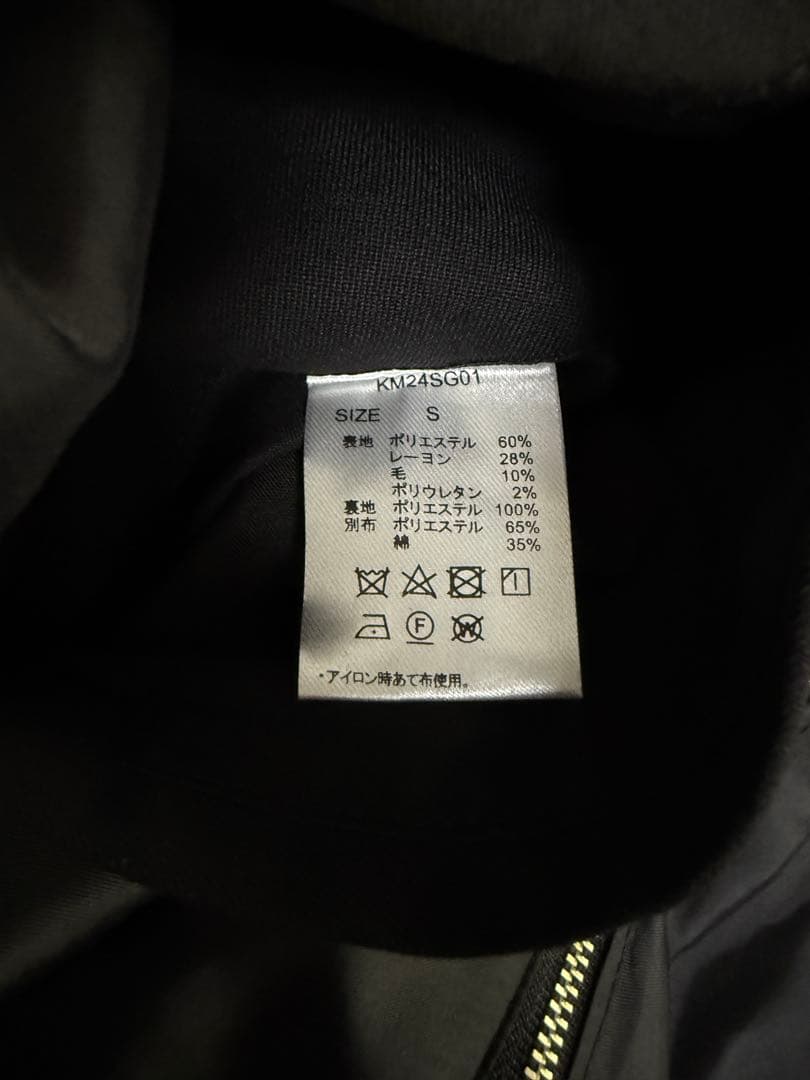 KM24SG01
SIZE S
表地 ポリエステル 60%
レーヨン 28%
毛 10%
ポリウレタン 2%
裏地 ポリエステル 100%
別布 ポリエステル 65%
綿 35%
F W
・アイロン時あて布使用。